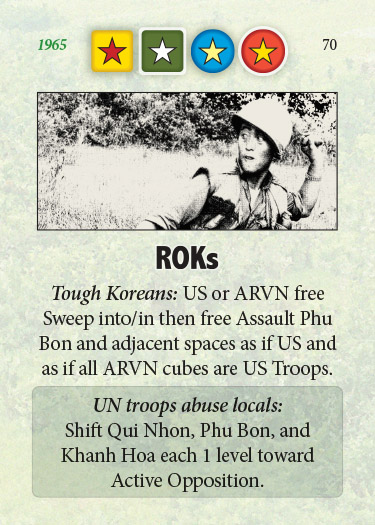 1965
70
ROKs
Tough Koreans: US or ARVN free
Sweep into/in then free Assault Phu
Bon and adjacent spaces as if US and
as if all ARVN cubes are US Troops.
UN troops abuse locals:
Shift Qui Nhon, Phu Bon, and
Khanh Hoa each 1 level toward
Active Opposition.